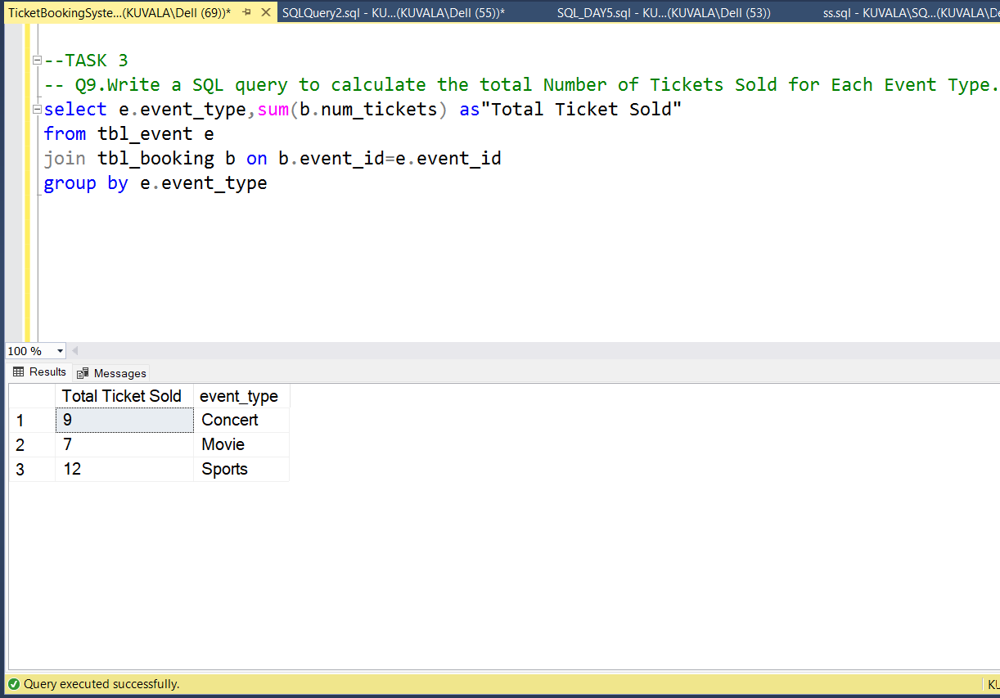 TicketBookingSyste...(KUVALA\Dell (69))* SQLQuery2.sql - KU...(KUVALA\Dell (55))* SQL_DAY5.sql - KU...(KUVALA\Dell (53)) ss.sql - KUVALA\SQ...(KUVALA\De
--TASK 3
-- Q9.Write a SQL query to calculate the total Number of Tickets Sold for Each Event Type.
select e.event_type,sum(b.num_tickets) as"Total Ticket Sold"
from tbl_event e
join tbl_booking b on b.event_id=e.event_id
group by e.event_type
100 %
Results Messages
Total Ticket Sold event_type
1 9 Concert
2 7 Movie
3 12 Sports
Query executed successfully. KU